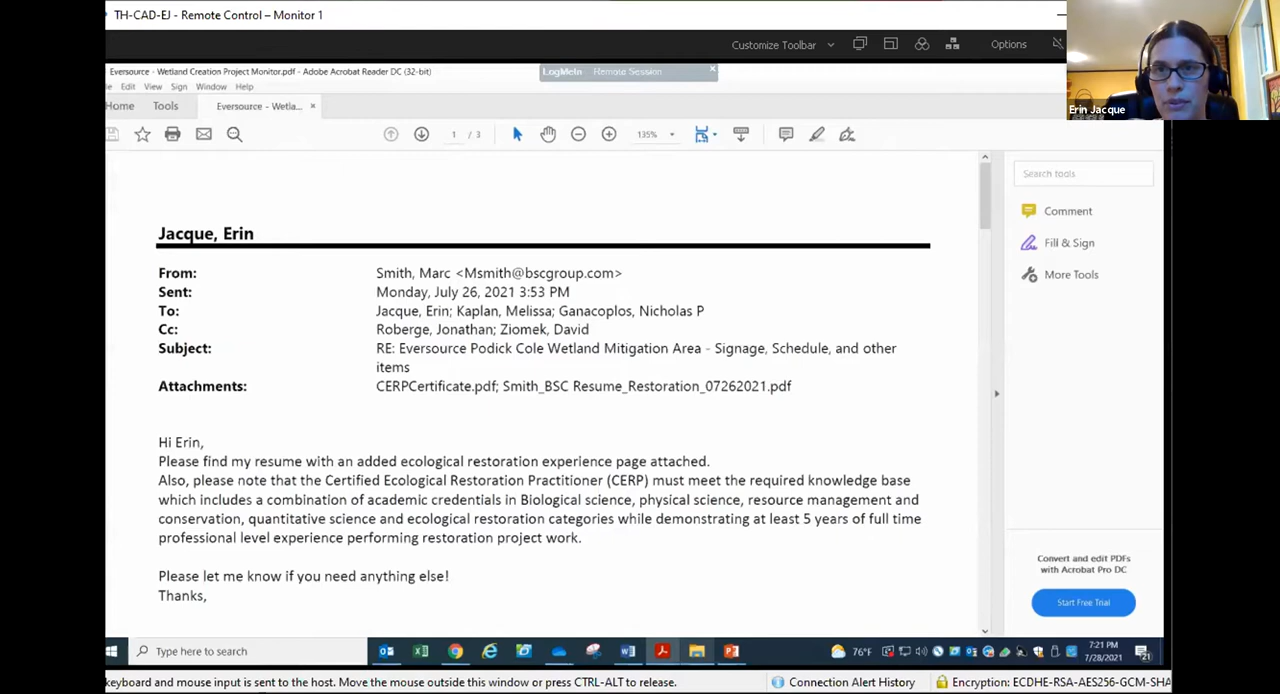 TH-CAD-EJ - Remote Control – Monitor 1
Customize Toolbar
Options
Erin Jacque
Eversource - Wetland Creation Project Monitor.pdf - Adobe Acrobat Reader DC (32-bit)
LogMeIn Remote Session
Edit View Sign Window Help
Home Tools Eversource - Wetla...
1 / 3 135%
Search tools
Comment
Fill & Sign
More Tools
Jacque, Erin
From: Smith, Marc <Msmith@bscgroup.com>
Sent: Monday, July 26, 2021 3:53 PM
To: Jacque, Erin; Kaplan, Melissa; Ganacoplos, Nicholas P
Cc: Roberge, Jonathan; Ziomek, David
Subject: RE: Eversource Podick Cole Wetland Mitigation Area - Signage, Schedule, and other
items
Attachments: CERPCertificate.pdf; Smith_BSC Resume_Restoration_07262021.pdf
Hi Erin,
Please find my resume with an added ecological restoration experience page attached.
Also, please note that the Certified Ecological Restoration Practitioner (CERP) must meet the required knowledge base
which includes a combination of academic credentials in Biological science, physical science, resource management and
conservation, quantitative science and ecological restoration categories while demonstrating at least 5 years of full time
professional level experience performing restoration project work.
Please let me know if you need anything else!
Thanks,
Convert and edit PDFs
with Acrobat Pro DC
Start Free Trial
Type here to search
76°F
7:21 PM
7/28/2021
21
keyboard and mouse input is sent to the host. Move the mouse outside this window or press CTRL-ALT to release.
Connection Alert History
Encryption: ECDHE-RSA-AES256-GCM-SHA